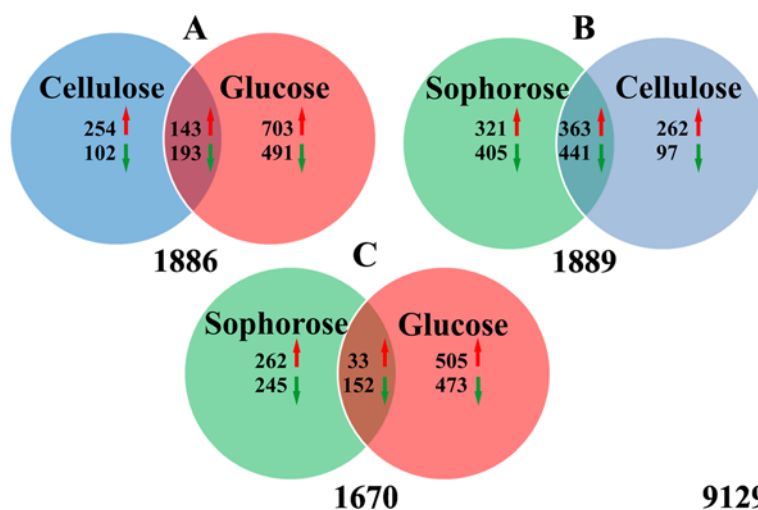 A
B
Cellulose Glucose
254 143 703
102 193 491
1886
Sophorose Cellulose
321 363 262
405 441 97
1889
C
Sophorose Glucose
262 33 505
245 152 473
1670
9129